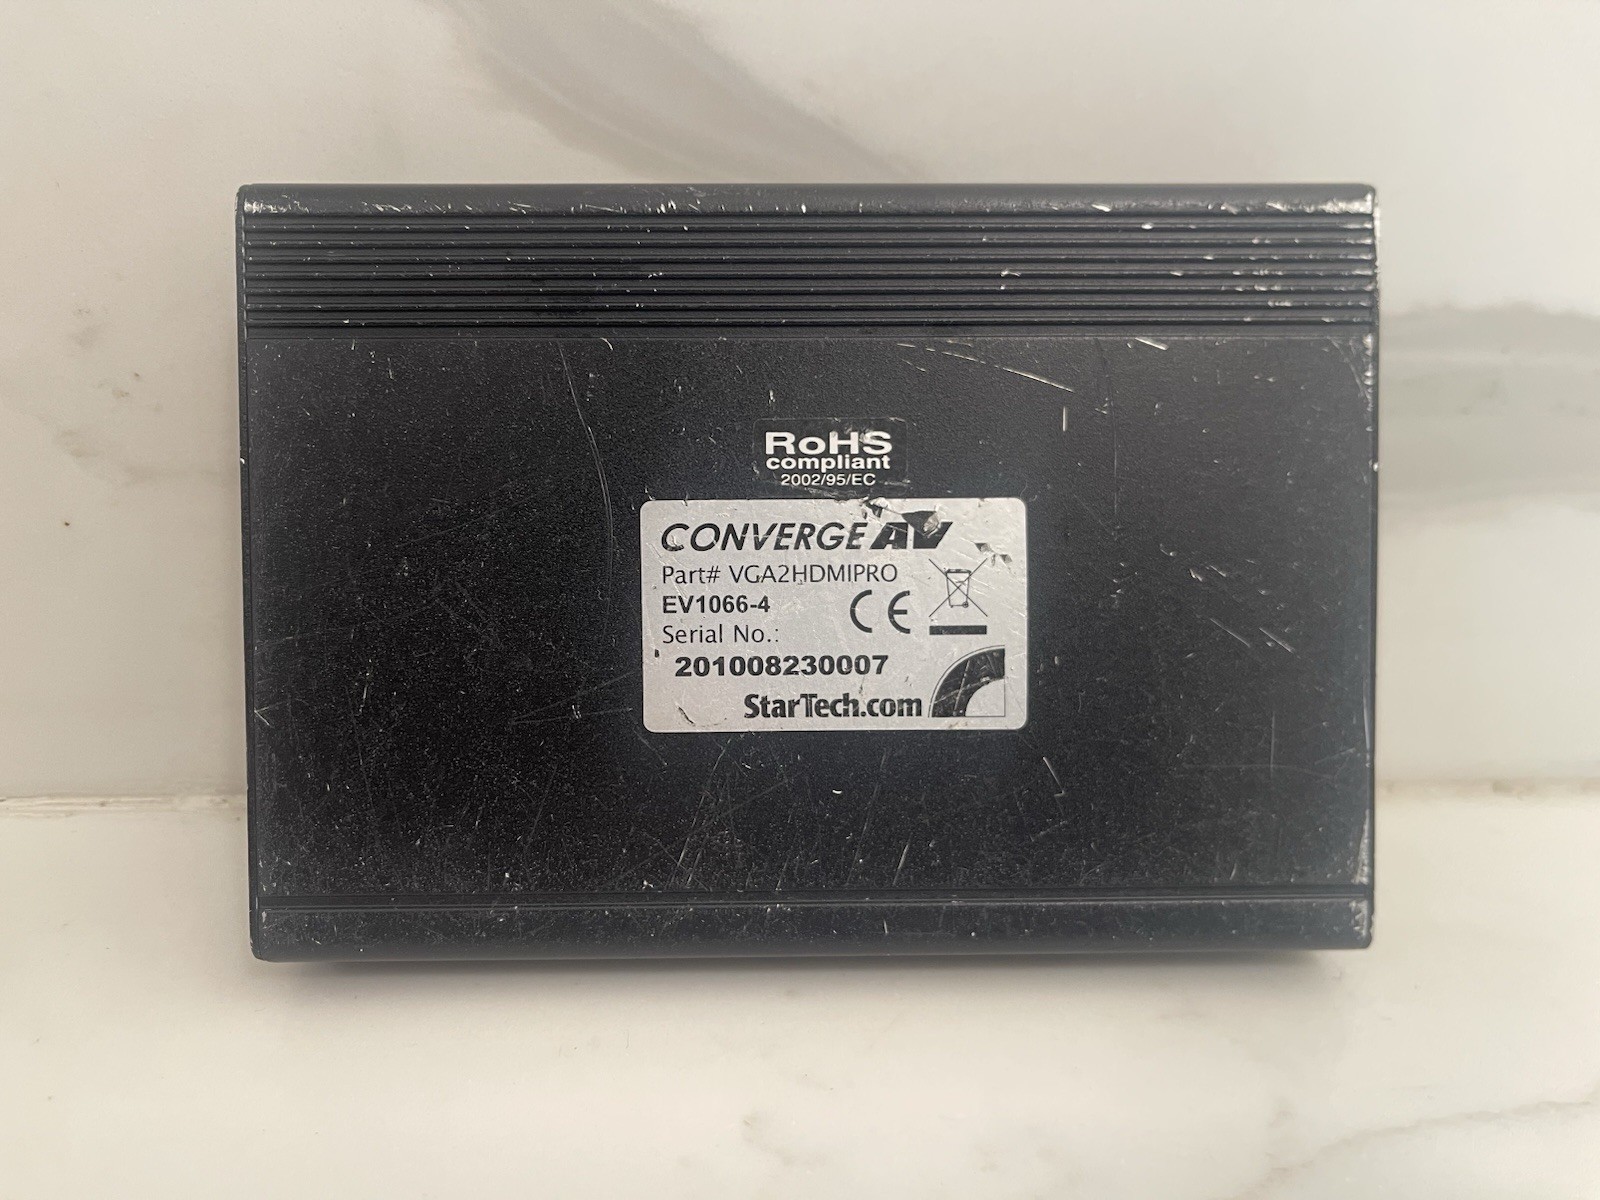 RoHS
compliant
2002/95/EC
CONVERGE AV
Part# VGA2HDMIPRO
EV1066-4
CE
Serial No.:
201008230007
StarTech.com